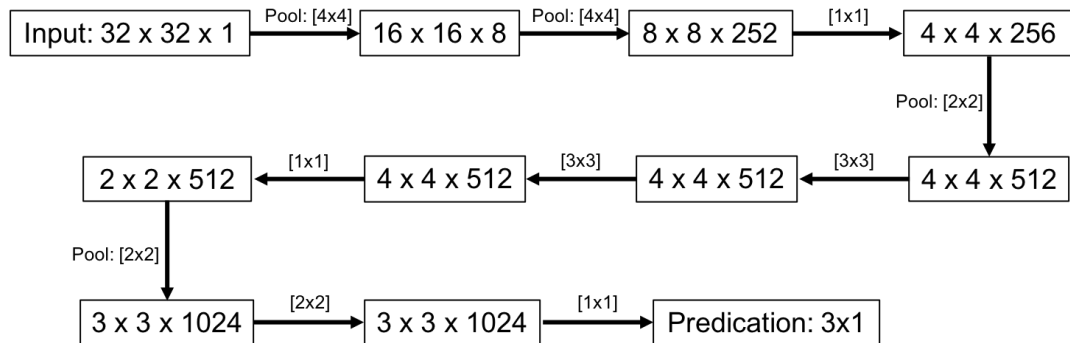 Input: 32 x 32 x 1
Pool: [4x4]
16 x 16 x 8
Pool: [4x4]
8 x 8 x 252
[1x1]
4 x 4 x 256
Pool: [2x2]
4 x 4 x 512
[3x3]
4 x 4 x 512
[3x3]
4 x 4 x 512
[1x1]
2 x 2 x 512
Pool: [2x2]
3 x 3 x 1024
[2x2]
3 x 3 x 1024
[1x1]
Predication: 3x1